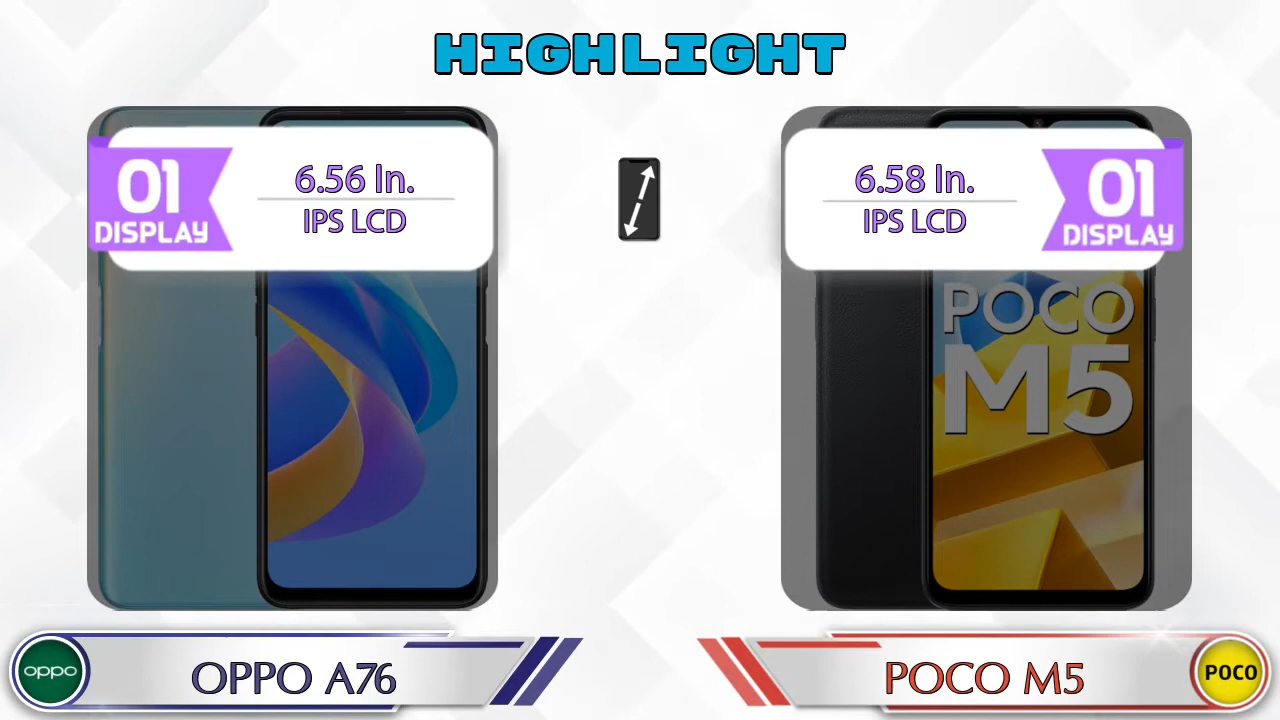 HIGHLIGHT
01
DISPLAY
6.56 In.
IPS LCD
6.58 In.
IPS LCD
01
DISPLAY
POCO
M5
oppo
OPPO A76
POCO M5
POCO